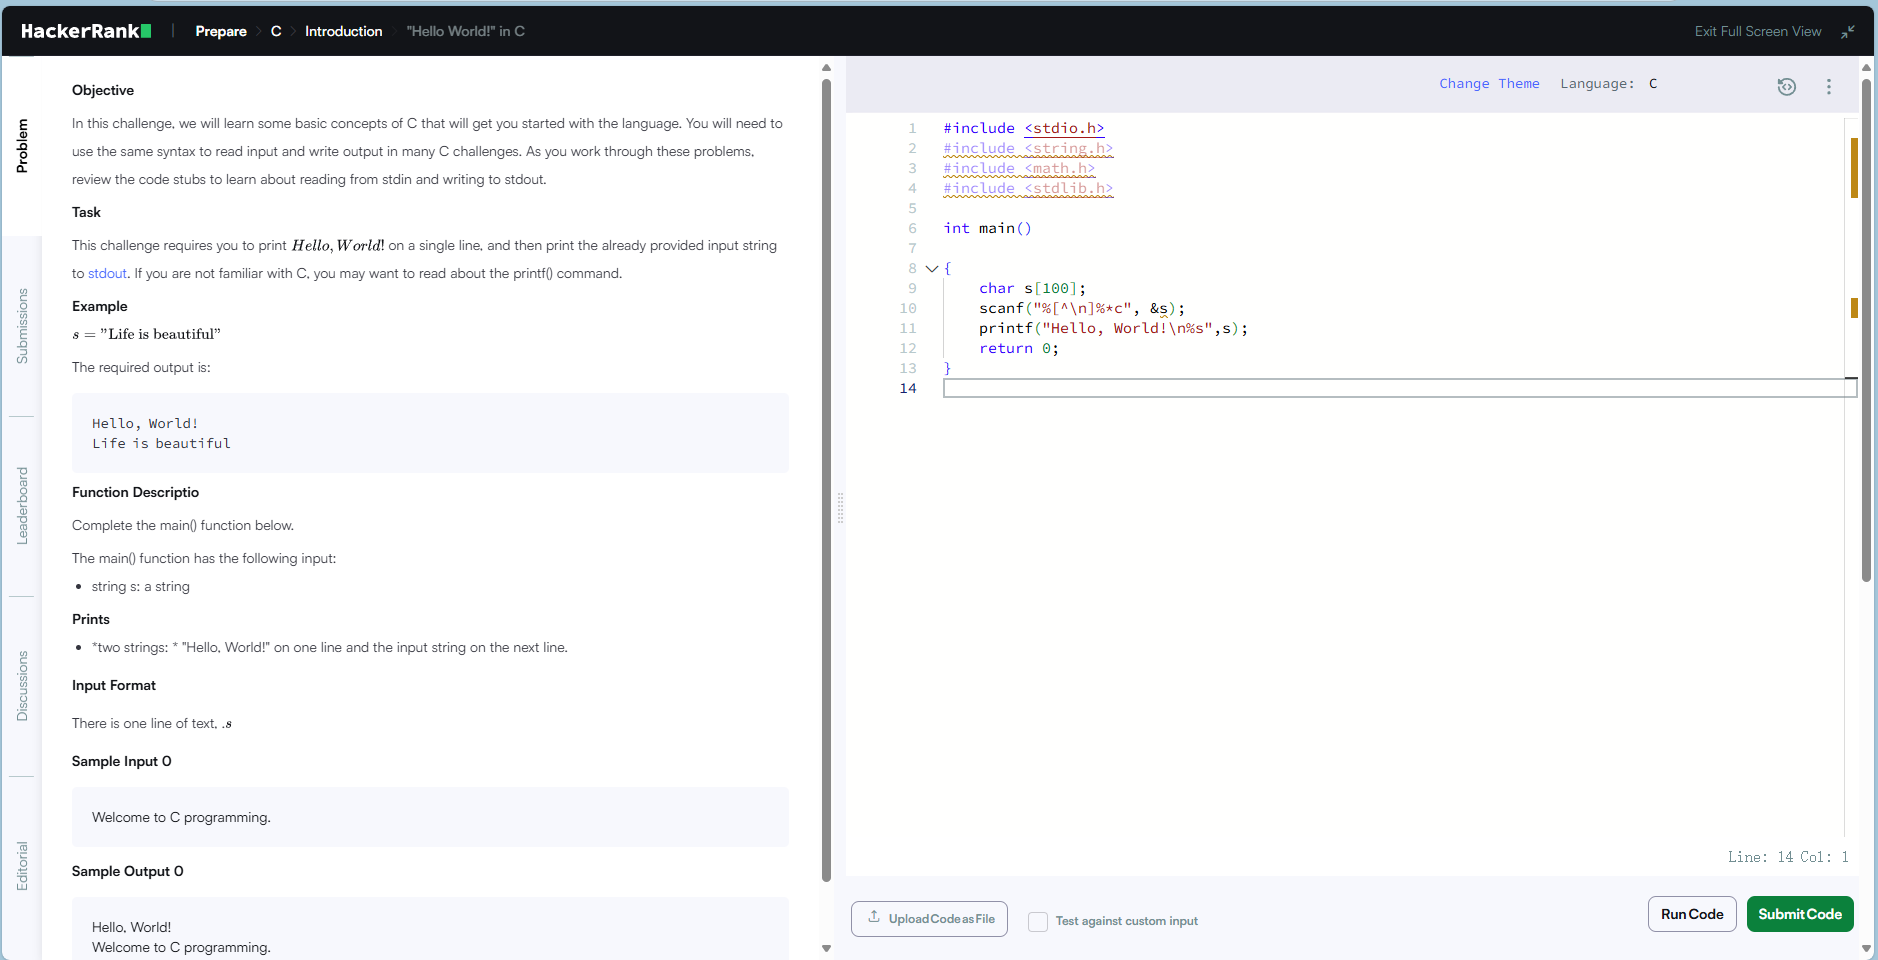 HackerRank
Prepare
C
Introduction
"Hello World!" in C
Exit Full Screen View
Problem
Submissions
Leaderboard
Discussions
Editorial
Objective
In this challenge, we will learn some basic concepts of C that will get you started with the language. You will need to
use the same syntax to read input and write output in many C challenges. As you work through these problems,
review the code stubs to learn about reading from stdin and writing to stdout.
Task
This challenge requires you to print Hello, World! on a single line, and then print the already provided input string
to stdout. If you are not familiar with C, you may want to read about the printf() command.
Example
s = ”Life is beautiful”
The required output is:
Hello, World!
Life is beautiful
Function Descriptio
Complete the main() function below.
The main() function has the following input:
• string s: a string
Prints
• *two strings: * "Hello, World!" on one line and the input string on the next line.
Input Format
There is one line of text, .s
Sample Input 0
Welcome to C programming.
Sample Output 0
Hello, World!
Welcome to C programming.
Change Theme Language: C
1 #include <stdio.h>
2 #include <string.h>
3 #include <math.h>
4 #include <stdlib.h>
5
6 int main()
7
8 {
9     char s[100];
10     scanf("%[^\n]%*c", &s);
11     printf("Hello, World!\n%s",s);
12     return 0;
13 }
14
Line: 14 Col: 1
Upload Code as File
Test against custom input
Run Code
Submit Code